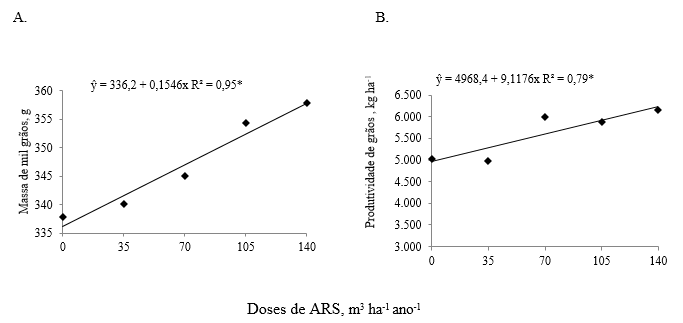 A.
ŷ = 336,2 + 0,1546x R² = 0,95*
Massa de mil grãos, g
360
355
350
345
340
335
0 35 70 105 140
B.
ŷ = 4968,4 + 9,1176x R² = 0,79*
Produtividade de grãos , kg ha⁻¹
6.500
6.000
5.500
5.000
4.500
4.000
3.500
3.000
0 35 70 105 140
Doses de ARS, m³ ha⁻¹ ano⁻¹